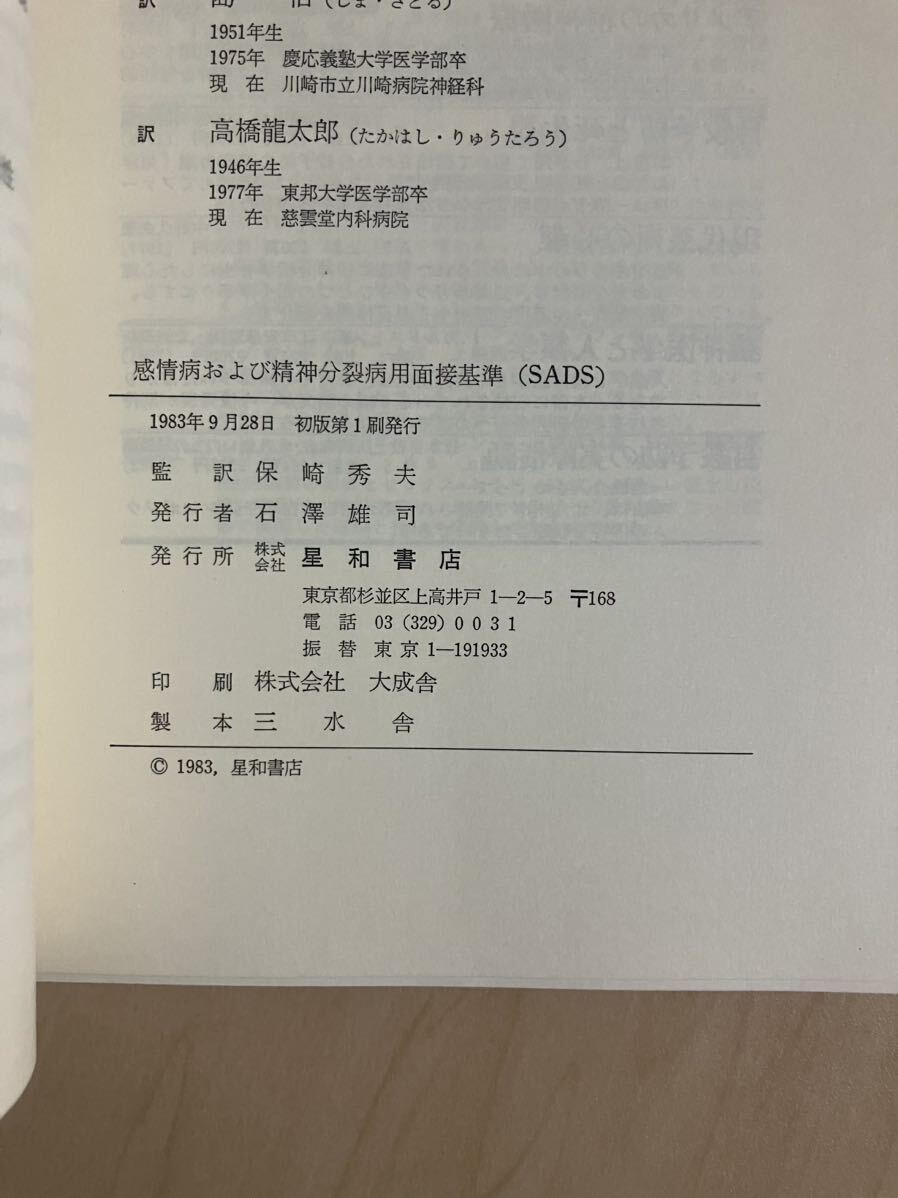 訳
(しま・さとる)
1951年生
1975年 慶応義塾大学医学部卒
現在 川崎市立川崎病院神経科
訳 高橋龍太郎(たかはし・りゅうたろう)
1946年生
1977年 東邦大学医学部卒
現在 慈雲堂内科病院
感情病および精神分裂病用面接基準(SADS)
1983年9月28日 初版第1刷発行
監訳 保崎秀夫
発行者 石澤雄司
発行所 株式会社 星和書店
東京都杉並区上高井戸1―2―5 〒168
電話 03(329)0031
振替 東京1―191933
印刷 株式会社 大成舎
製本 三水舎
© 1983, 星和書店